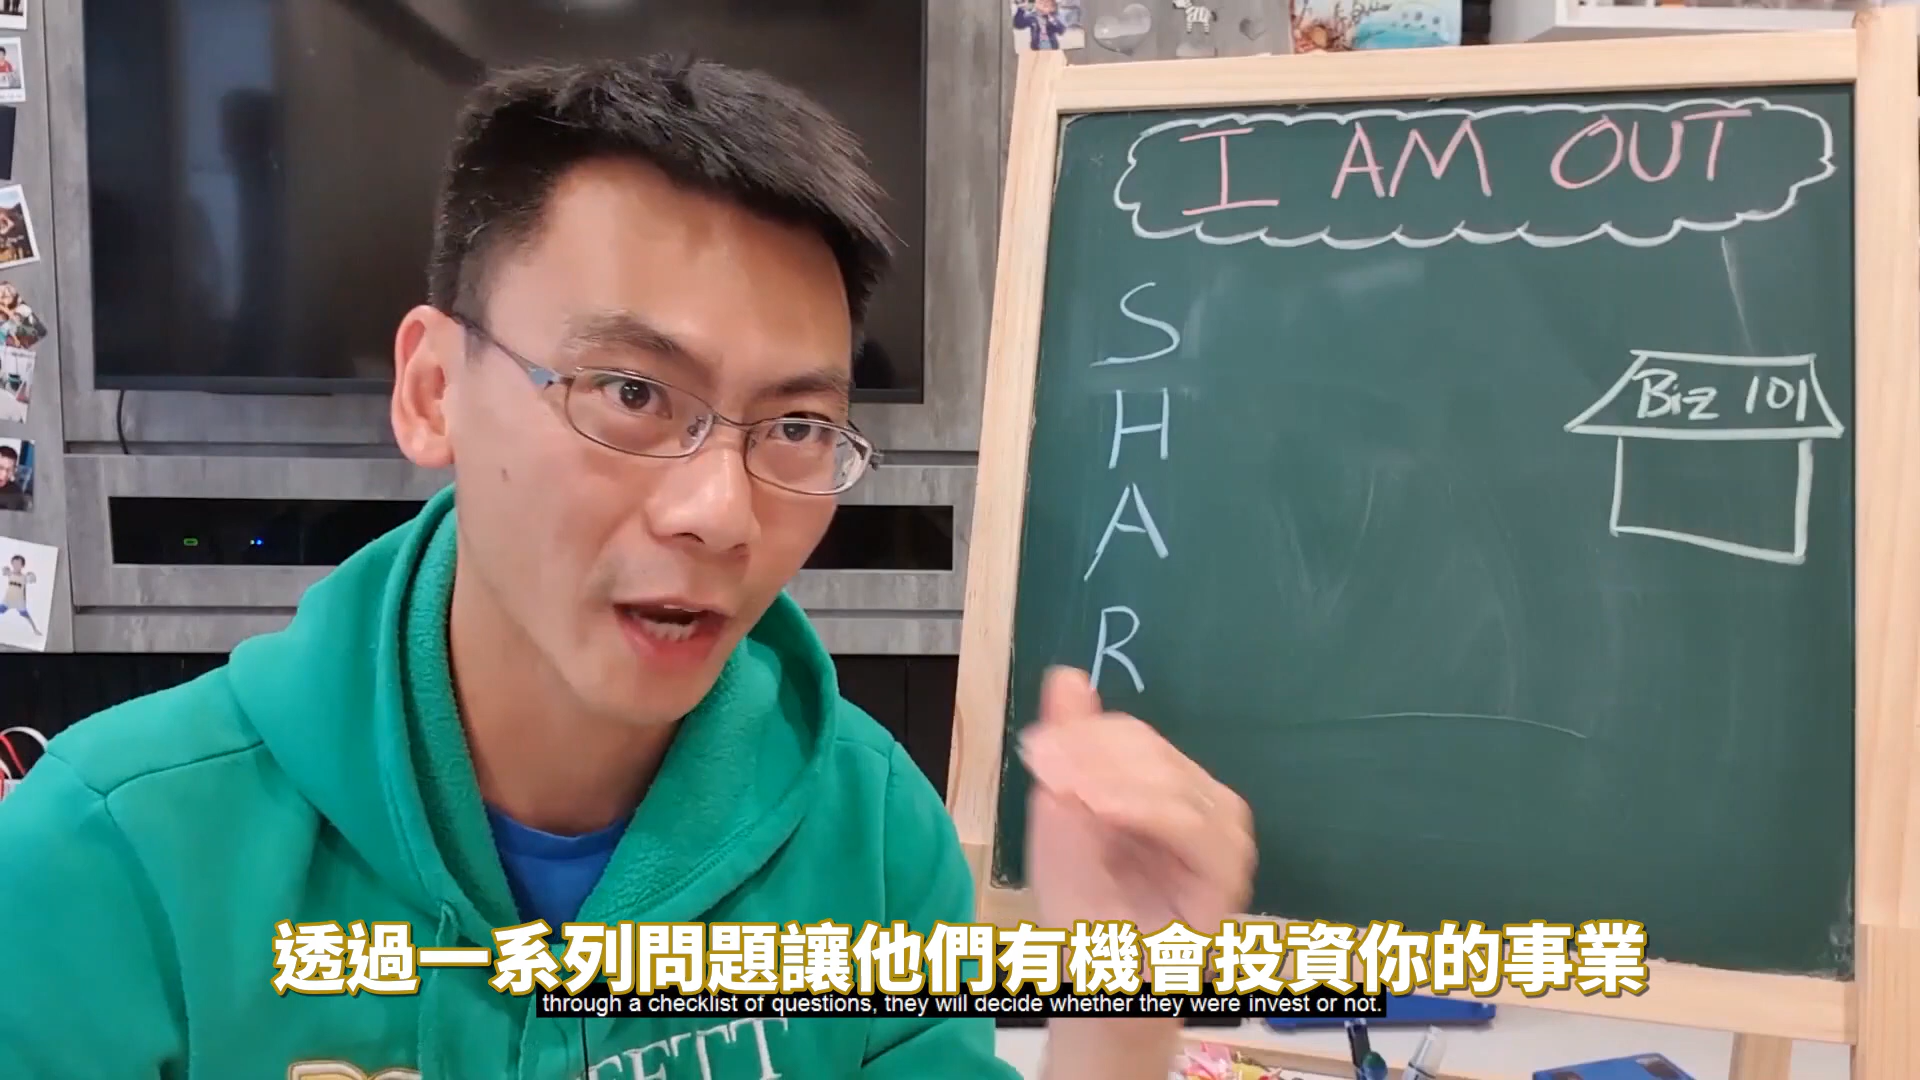 I AM OUT
S
H
A
R
Biz 101
透過一系列問題讓他們有機會投資你的事業
through a checklist of questions, they will decide whether they were invest or not.